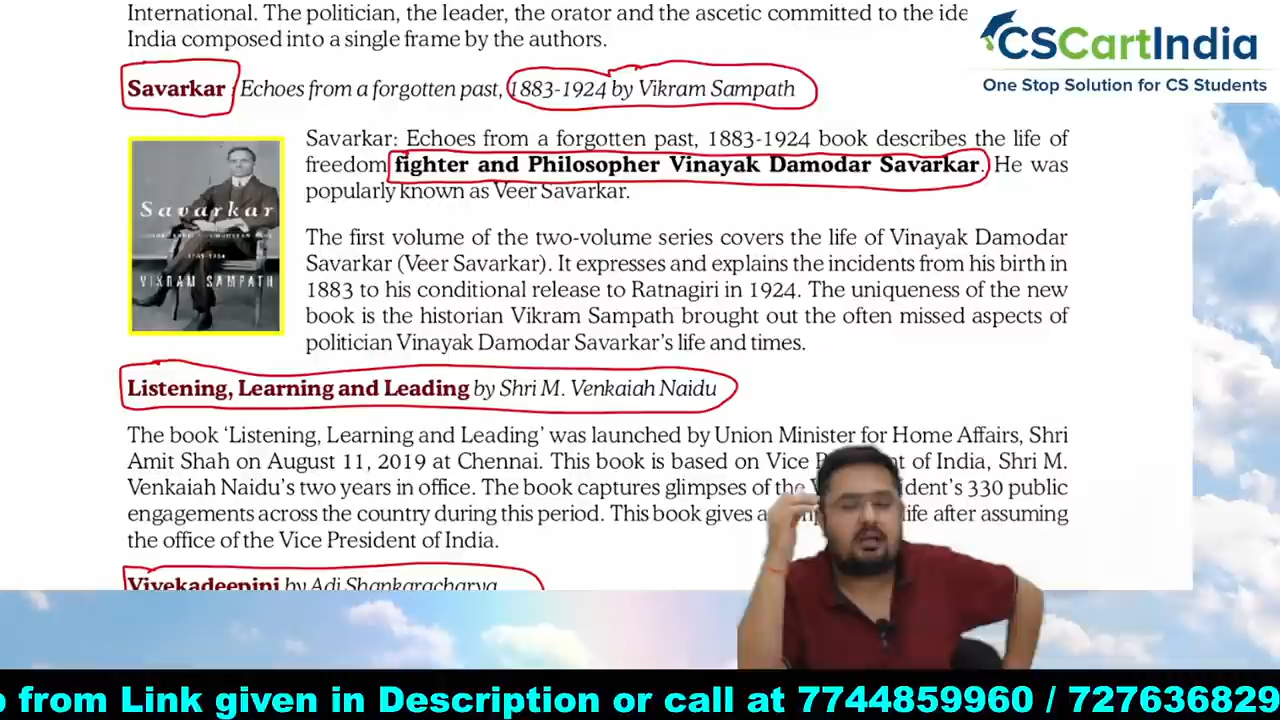 International. The politician, the leader, the orator and the ascetic committed to the ide
India composed into a single frame by the authors.
CSCartIndia
One Stop Solution for CS Students
Savarkar : Echoes from a forgotten past, 1883-1924 by Vikram Sampath
Savarkar: Echoes from a forgotten past, 1883-1924 book describes the life of
freedom fighter and Philosopher Vinayak Damodar Savarkar. He was
popularly known as Veer Savarkar.
Savarkar
VIKRAM SAMPATH
The first volume of the two-volume series covers the life of Vinayak Damodar
Savarkar (Veer Savarkar). It expresses and explains the incidents from his birth in
1883 to his conditional release to Ratnagiri in 1924. The uniqueness of the new
book is the historian Vikram Sampath brought out the often missed aspects of
politician Vinayak Damodar Savarkar's life and times.
Listening, Learning and Leading by Shri M. Venkaiah Naidu
The book ‘Listening, Learning and Leading’ was launched by Union Minister for Home Affairs, Shri
Amit Shah on August 11, 2019 at Chennai. This book is based on Vice of India, Shri M.
Venkaiah Naidu's two years in office. The book captures glimpses of the 330 public
engagements across the country during this period. This book gives a after assuming
the office of the Vice President of India.
Vivekadeepini by Adi Shankaracharya
from Link given in Description or call at 7744859960 / 727636829